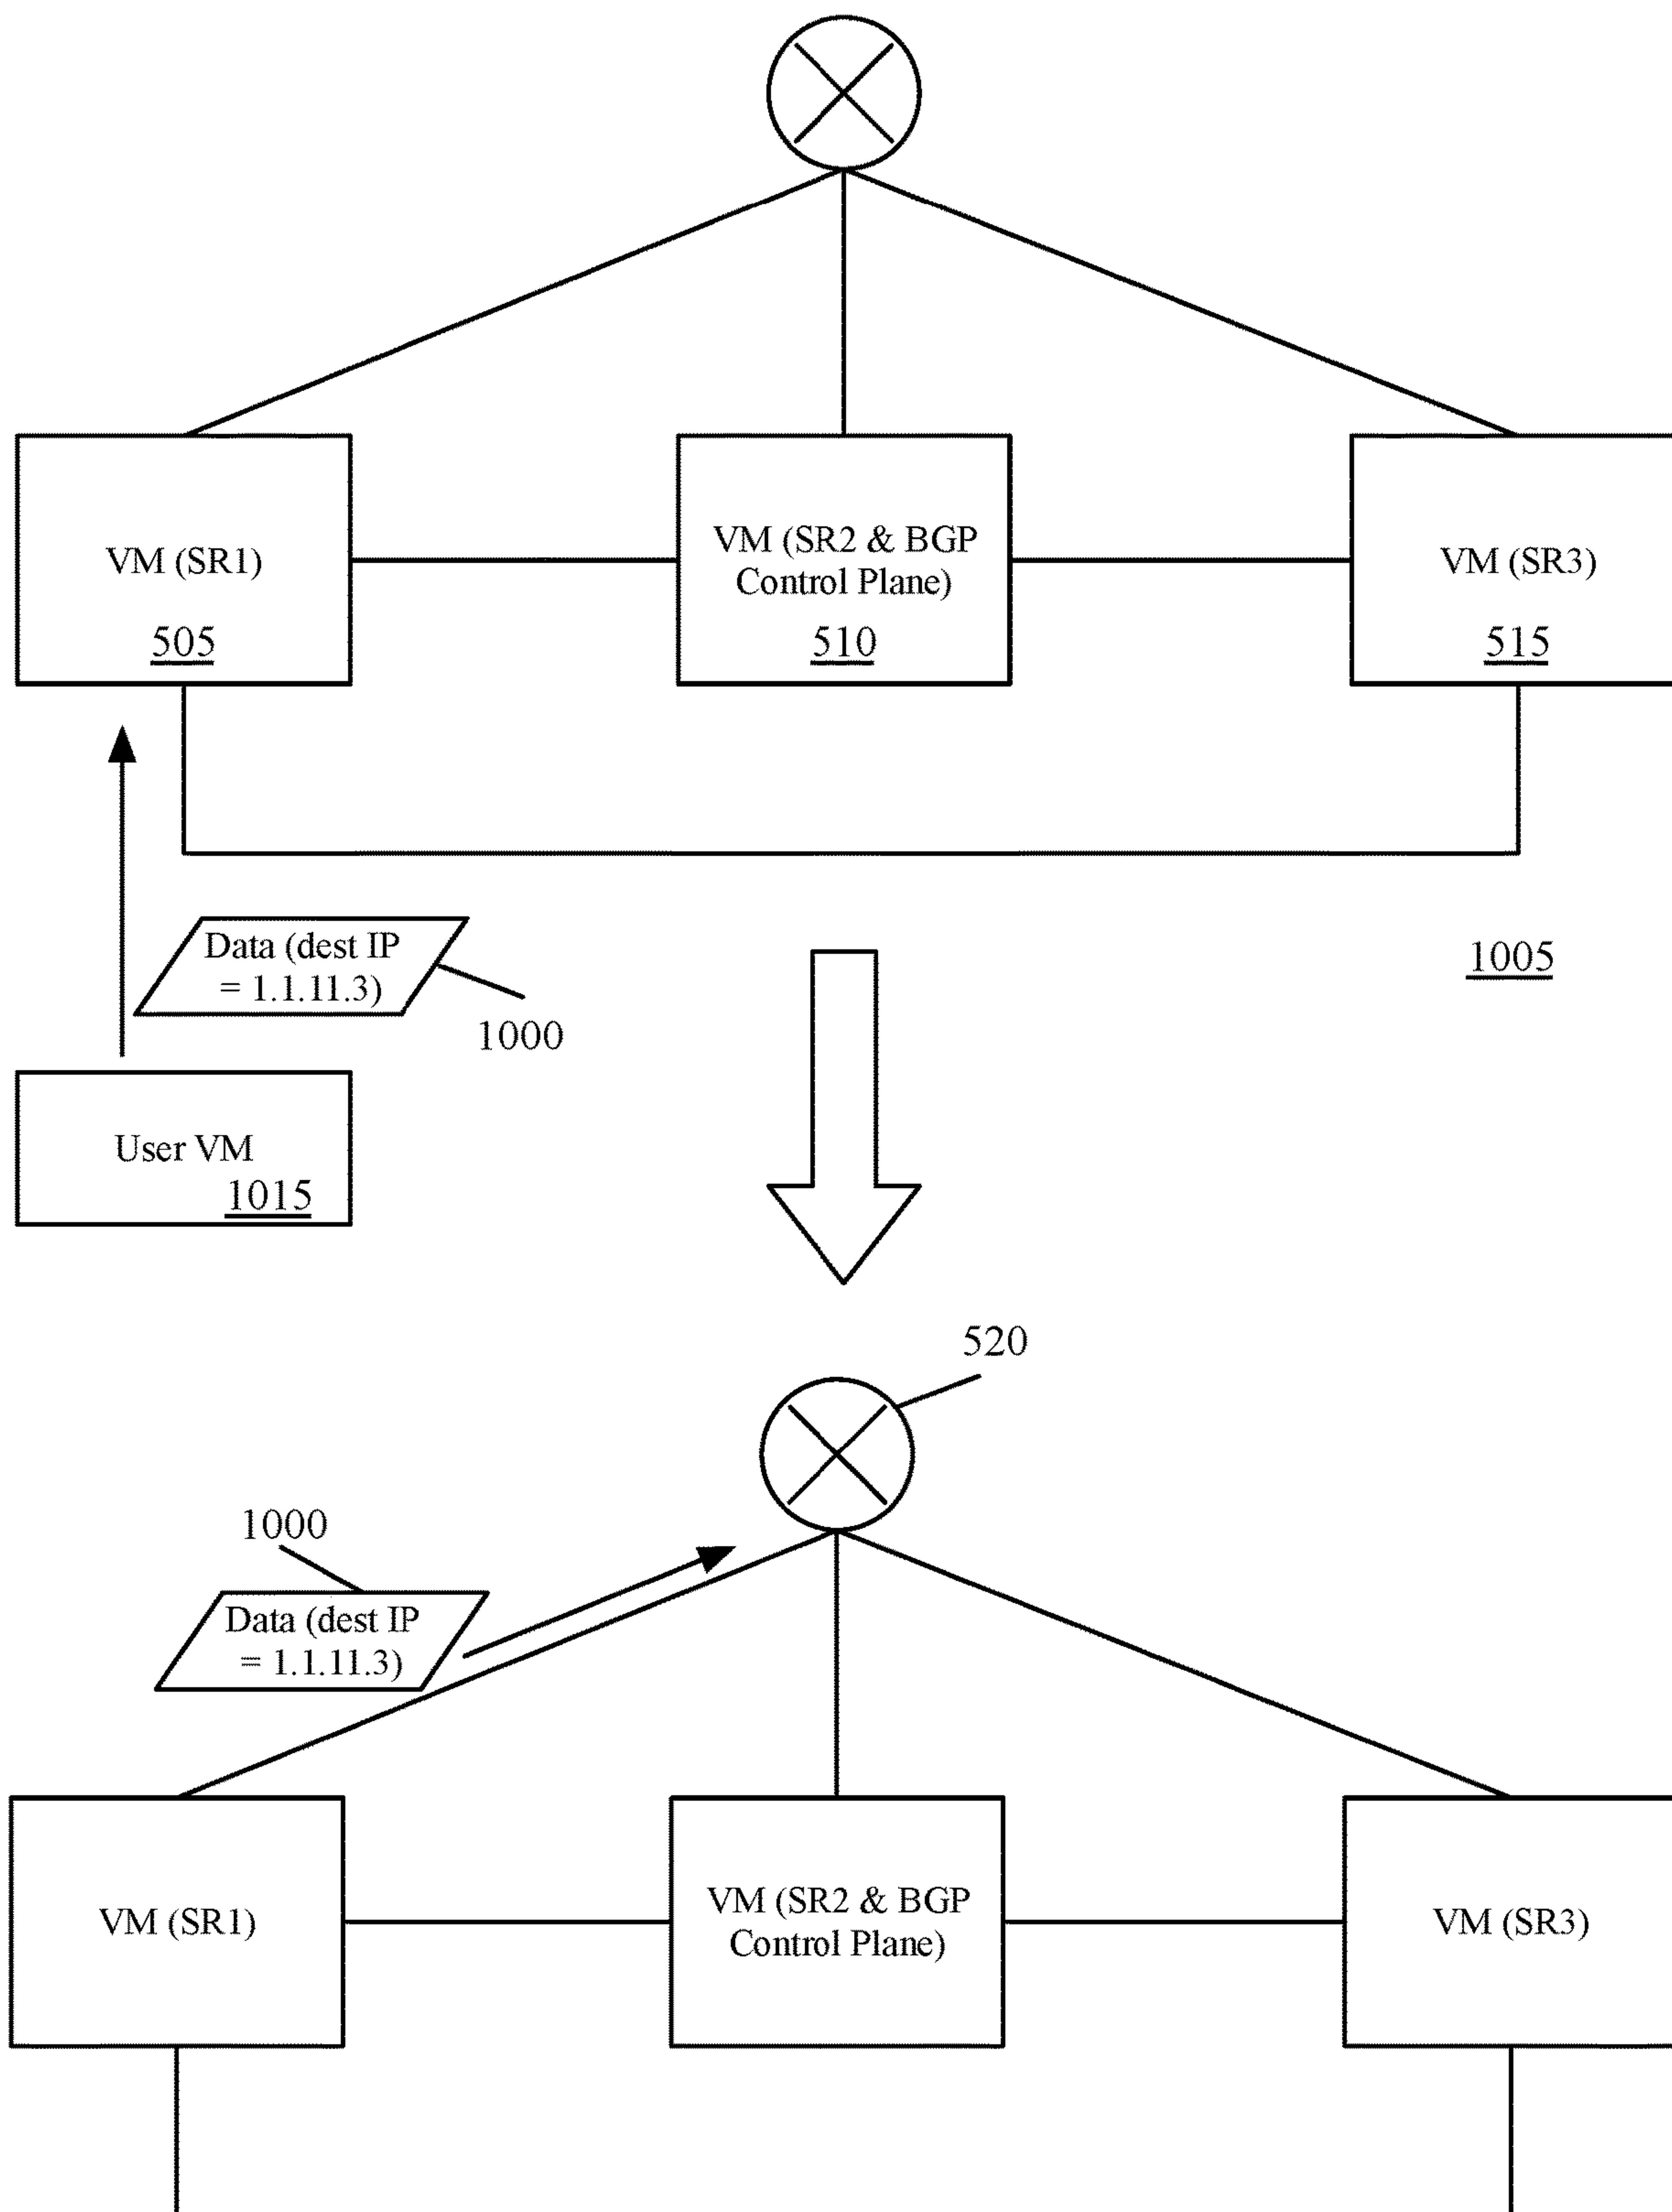 VM (SR1)
505
VM (SR2 & BGP
Control Plane)
510
VM (SR3)
515
Data (dest IP
= 1.1.11.3)
1000
1005
User VM
1015
520
1000
Data (dest IP
= 1.1.11.3)
VM (SR1)
VM (SR2 & BGP
Control Plane)
VM (SR3)